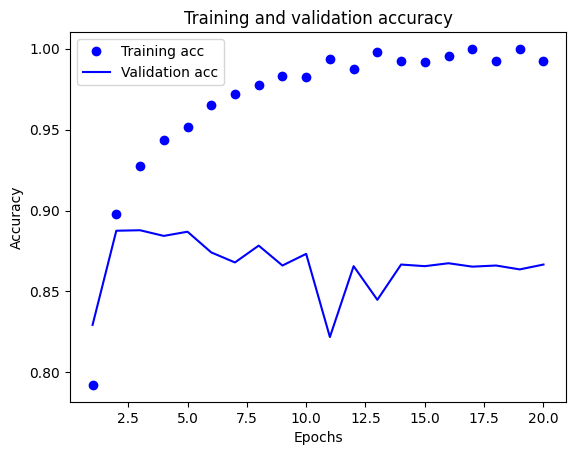 Training and validation accuracy
Training acc
Validation acc
1.00
0.95
0.90
0.85
0.80
Accuracy
2.5 5.0 7.5 10.0 12.5 15.0 17.5 20.0
Epochs